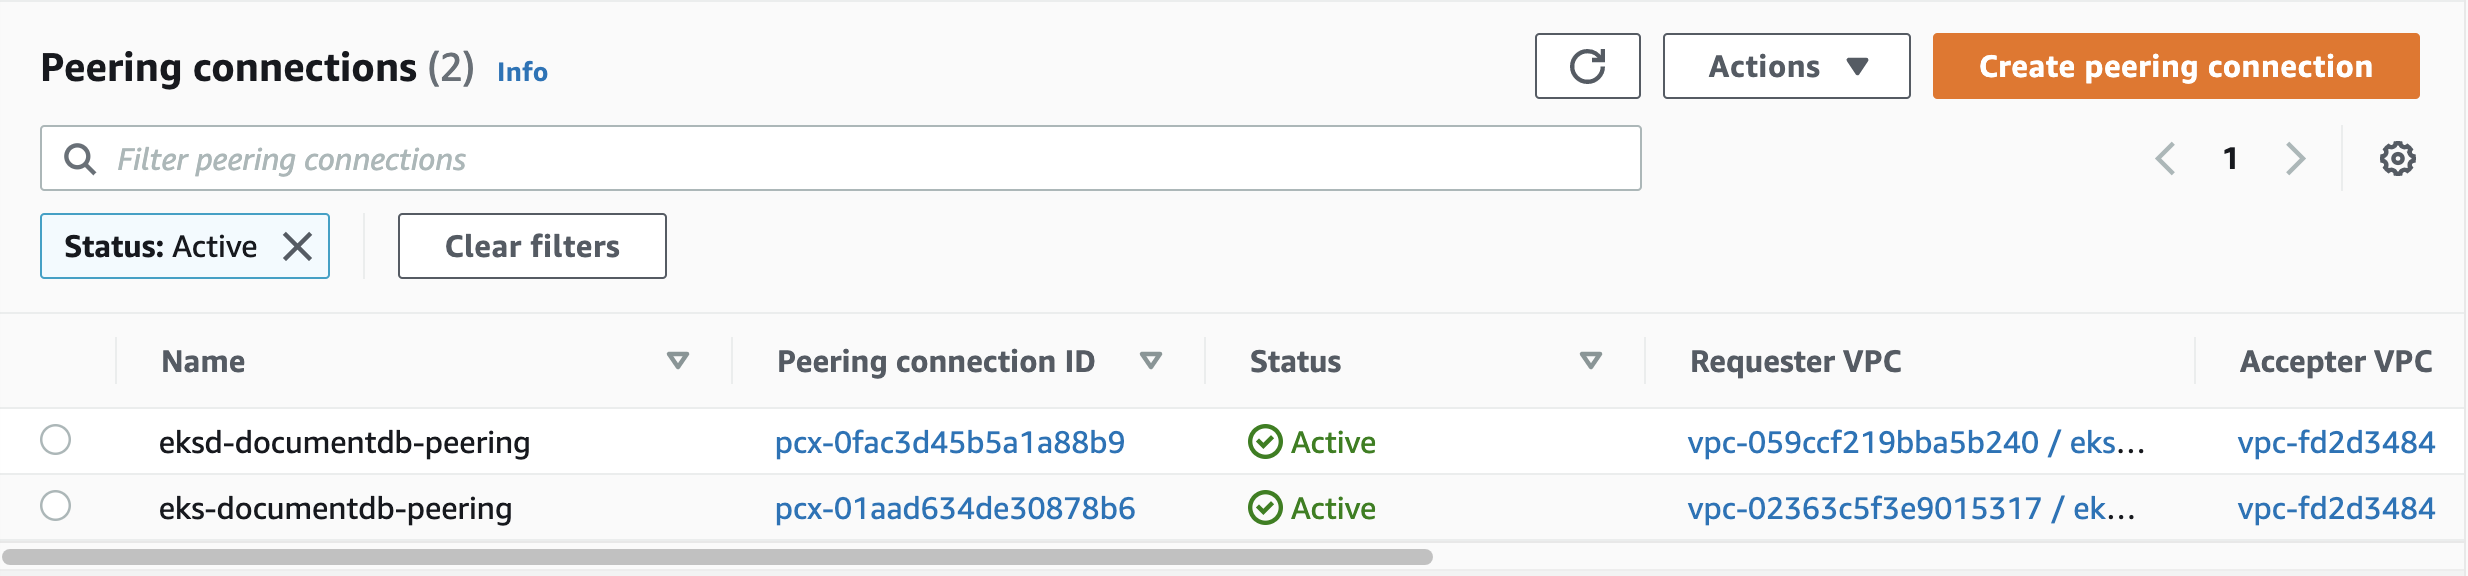 Peering connections (2) Info
Actions
Create peering connection
Filter peering connections
1
Status: Active
Clear filters
Name Peering connection ID Status Requester VPC Accepter VPC
eksd-documentdb-peering pcx-0fac3d45b5a1a88b9 Active vpc-059ccf219bba5b240 / eks... vpc-fd2d3484
eks-documentdb-peering pcx-01aad634de30878b6 Active vpc-02363c5f3e9015317 / ek... vpc-fd2d3484